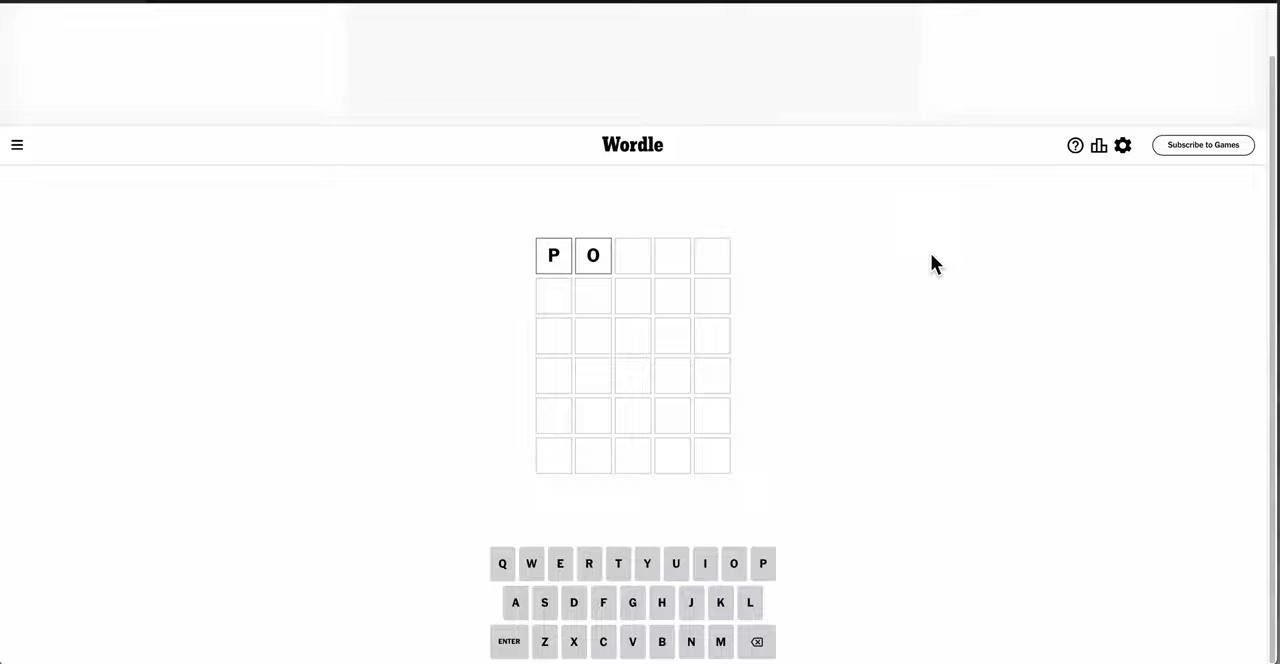 Wordle
Subscribe to Games
P O
Q W E R T Y U I O P
A S D F G H J K L
ENTER Z X C V B N M